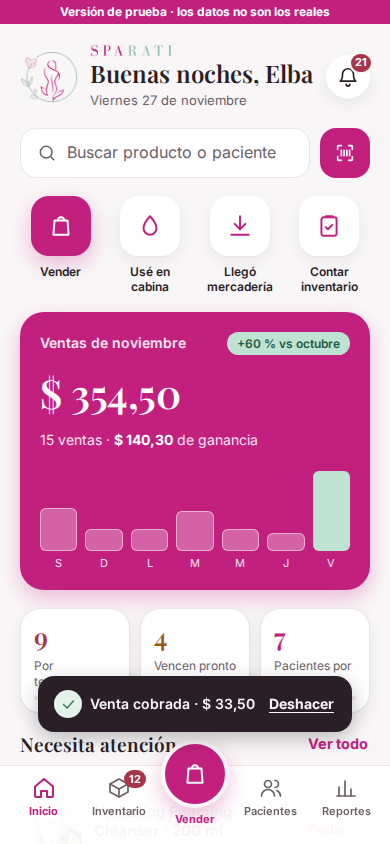 Versión de prueba · los datos no son los reales
SPARATI
Buenas noches, Elba
Viernes 27 de noviembre
21
Buscar producto o paciente
Vender
Usé en cabina
Llegó mercadería
Contar inventario
Ventas de noviembre
+60 % vs octubre
$ 354,50
15 ventas · $ 140,30 de ganancia
S D L M M J V
9
4
7
Por
Vencen pronto
Pacientes por
Venta cobrada · $ 33,50 Deshacer
Necesita atención
Ver todo
12
Inicio
Inventario
Vender
Pacientes
Reportes
Cleanser · 200 ml